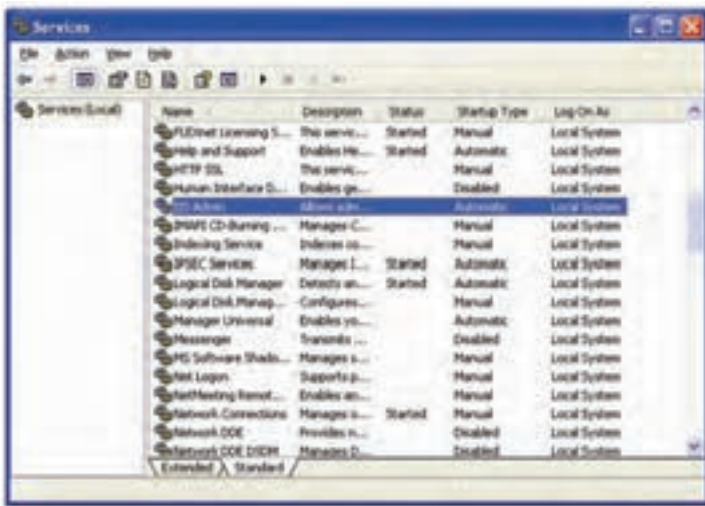 Services
File Action View Help
Services (Local)
Name Description Status Startup Type Log On As
FLEXnet Licensing S... This servic... Started Manual Local System
Help and Support Enables He... Started Automatic Local System
HTTP SSL This servic... Manual Local System
Human Interface D... Enables ge... Disabled Local System
IIS Admin Allows adm... Automatic Local System
IMAPI CD-Burning ... Manages C... Manual Local System
Indexing Service Indexes co... Manual Local System
IPSEC Services Manages I... Started Automatic Local System
Logical Disk Manager Detects an... Started Automatic Local System
Logical Disk Manag... Configures... Manual Local System
Manager Universal Enables yo... Automatic Local System
Messenger Transmits ... Disabled Local System
MS Software Shado... Manages s... Manual Local System
Net Logon Supports p... Manual Local System
NetMeeting Remot... Enables an... Manual Local System
Network Connections Manages o... Started Manual Local System
Network DDE Provides n... Disabled Local System
Network DDE DSDM Manages D... Disabled Local System
Extended Standard